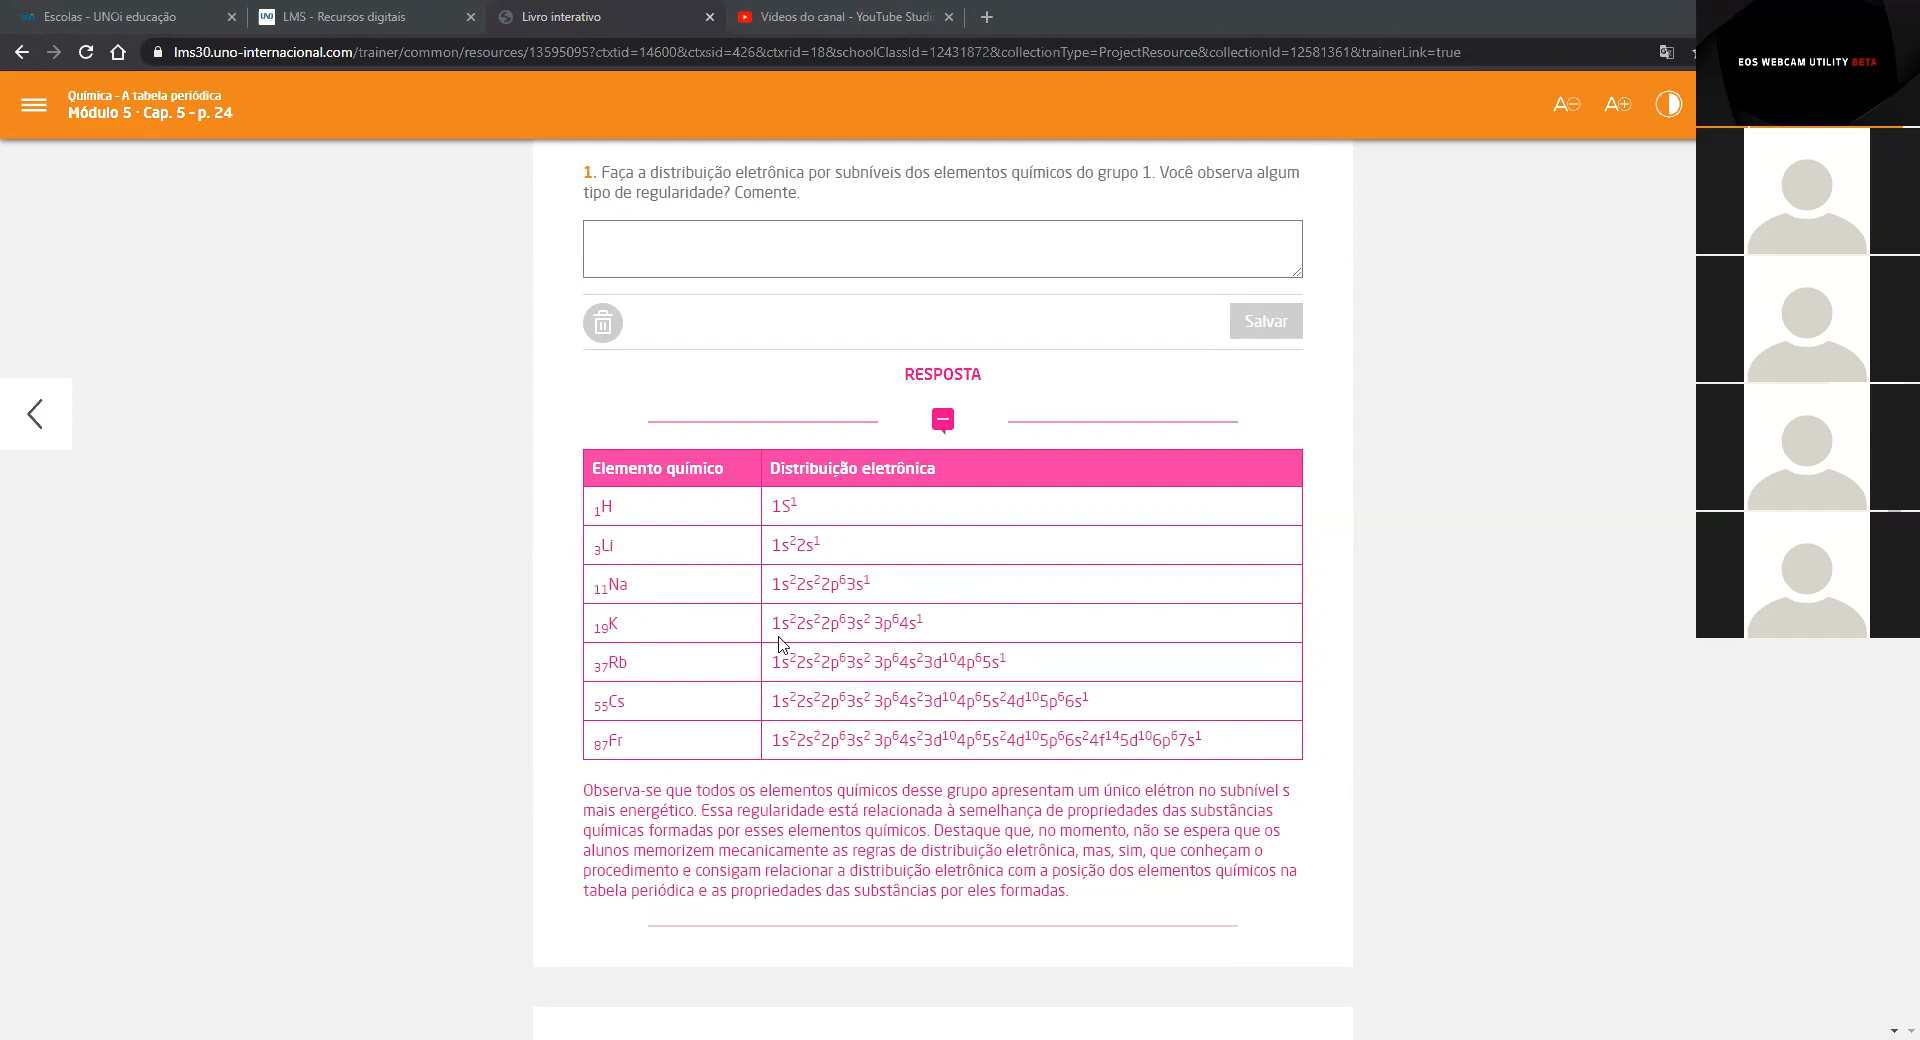 Escolas - UNOi educação
UNO LMS - Recursos digitais
Livro interativo
Vídeos do canal - YouTube Studi
lms30.uno-internacional.com/trainer/common/resources/13595095?ctxtid=14600&ctxsid=426&ctxrid=18&schoolClassId=12431872&collectionType=ProjectResource&collectionId=12581361&trainerLink=true
EOS WEBCAM UTILITY BETA
Química - A tabela periódica
Módulo 5 · Cap. 5 - p. 24
A- A+
1. Faça a distribuição eletrônica por subníveis dos elementos químicos do grupo 1. Você observa algum
tipo de regularidade? Comente.
Salvar
RESPOSTA
Elemento químico Distribuição eletrônica
₁H 1S¹
₃Li 1s²2s¹
₁₁Na 1s²2s²2p⁶3s¹
₁₉K 1s²2s²2p⁶3s² 3p⁶4s¹
₃₇Rb 1s²2s²2p⁶3s² 3p⁶4s²3d¹⁰4p⁶5s¹
₅₅Cs 1s²2s²2p⁶3s² 3p⁶4s²3d¹⁰4p⁶5s²4d¹⁰5p⁶6s¹
₈₇Fr 1s²2s²2p⁶3s² 3p⁶4s²3d¹⁰4p⁶5s²4d¹⁰5p⁶6s²4f¹⁴5d¹⁰6p⁶7s¹
Observa-se que todos os elementos químicos desse grupo apresentam um único elétron no subnível s
mais energético. Essa regularidade está relacionada à semelhança de propriedades das substâncias
químicas formadas por esses elementos químicos. Destaque que, no momento, não se espera que os
alunos memorizem mecanicamente as regras de distribuição eletrônica, mas, sim, que conheçam o
procedimento e consigam relacionar a distribuição eletrônica com a posição dos elementos químicos na
tabela periódica e as propriedades das substâncias por eles formadas.